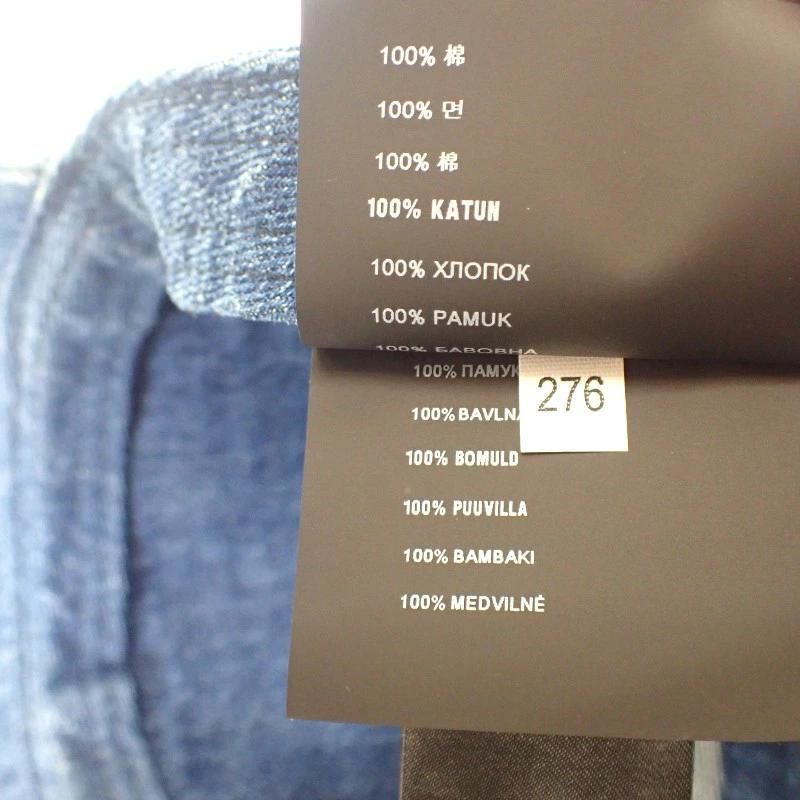 100% 棉
100% 면
100% 棉
100% KATUN
100% ХЛОПОК
100% PAMUK
100% БАВОВНА
100% ПАМУК
276
100% BAVLNA
100% BOMULD
100% PUUVILLA
100% BAMBAKI
100% MEDVILNĖ